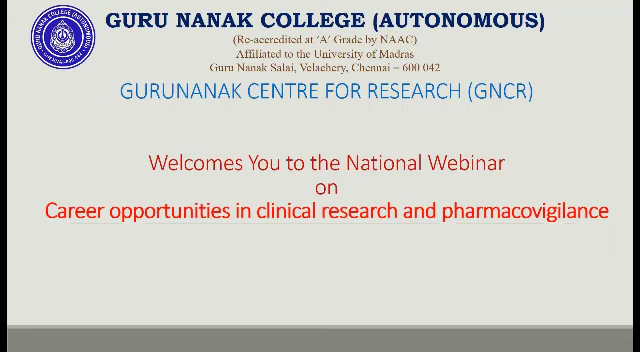 GURU NANAK COLLEGE (AUTONOMOUS)
(Re-accredited at 'A' Grade by NAAC)
Affiliated to the University of Madras
Guru Nanak Salai, Velachery, Chennai – 600 042
GURUNANAK CENTRE FOR RESEARCH (GNCR)
Welcomes You to the National Webinar
on
Career opportunities in clinical research and pharmacovigilance